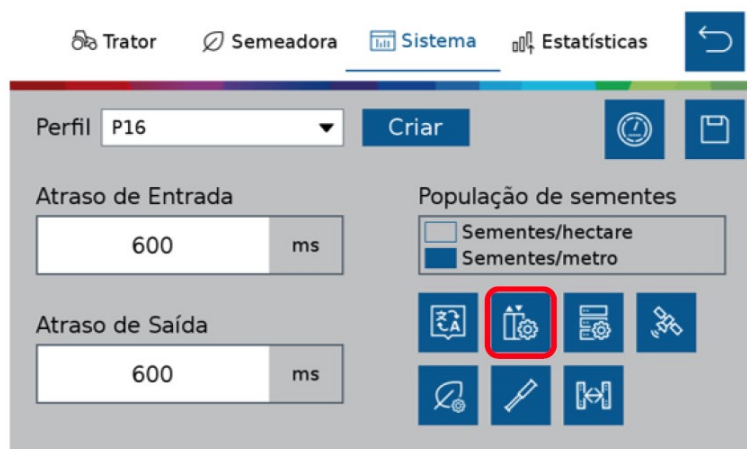 Trator Semeadora Sistema Estatísticas
Perfil P16 Criar
Atraso de Entrada
600 ms
População de sementes
Sementes/hectare
Sementes/metro
Atraso de Saída
600 ms